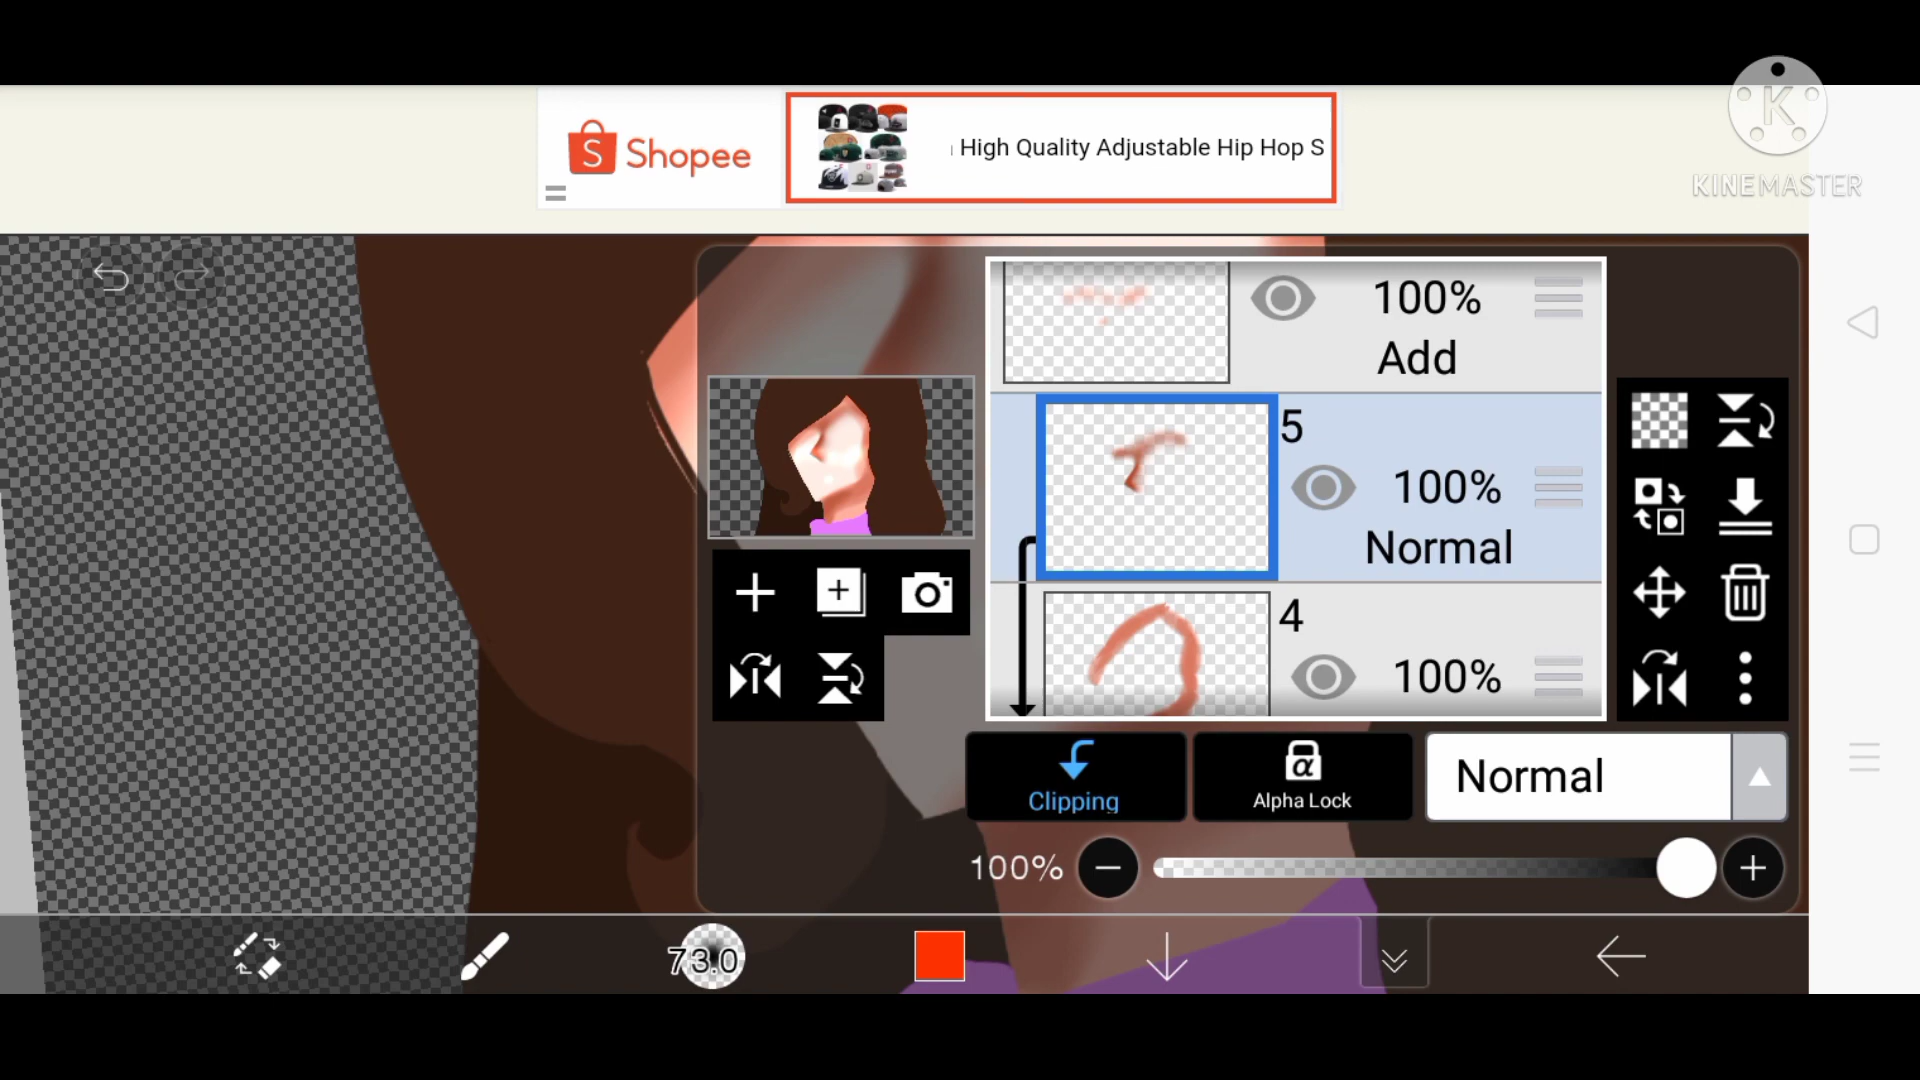 K
KINEMASTER
S Shopee
High Quality Adjustable Hip Hop S
100%
Add
5
100%
Normal
4
100%
Clipping
α
Alpha Lock
Normal
100%
73.0